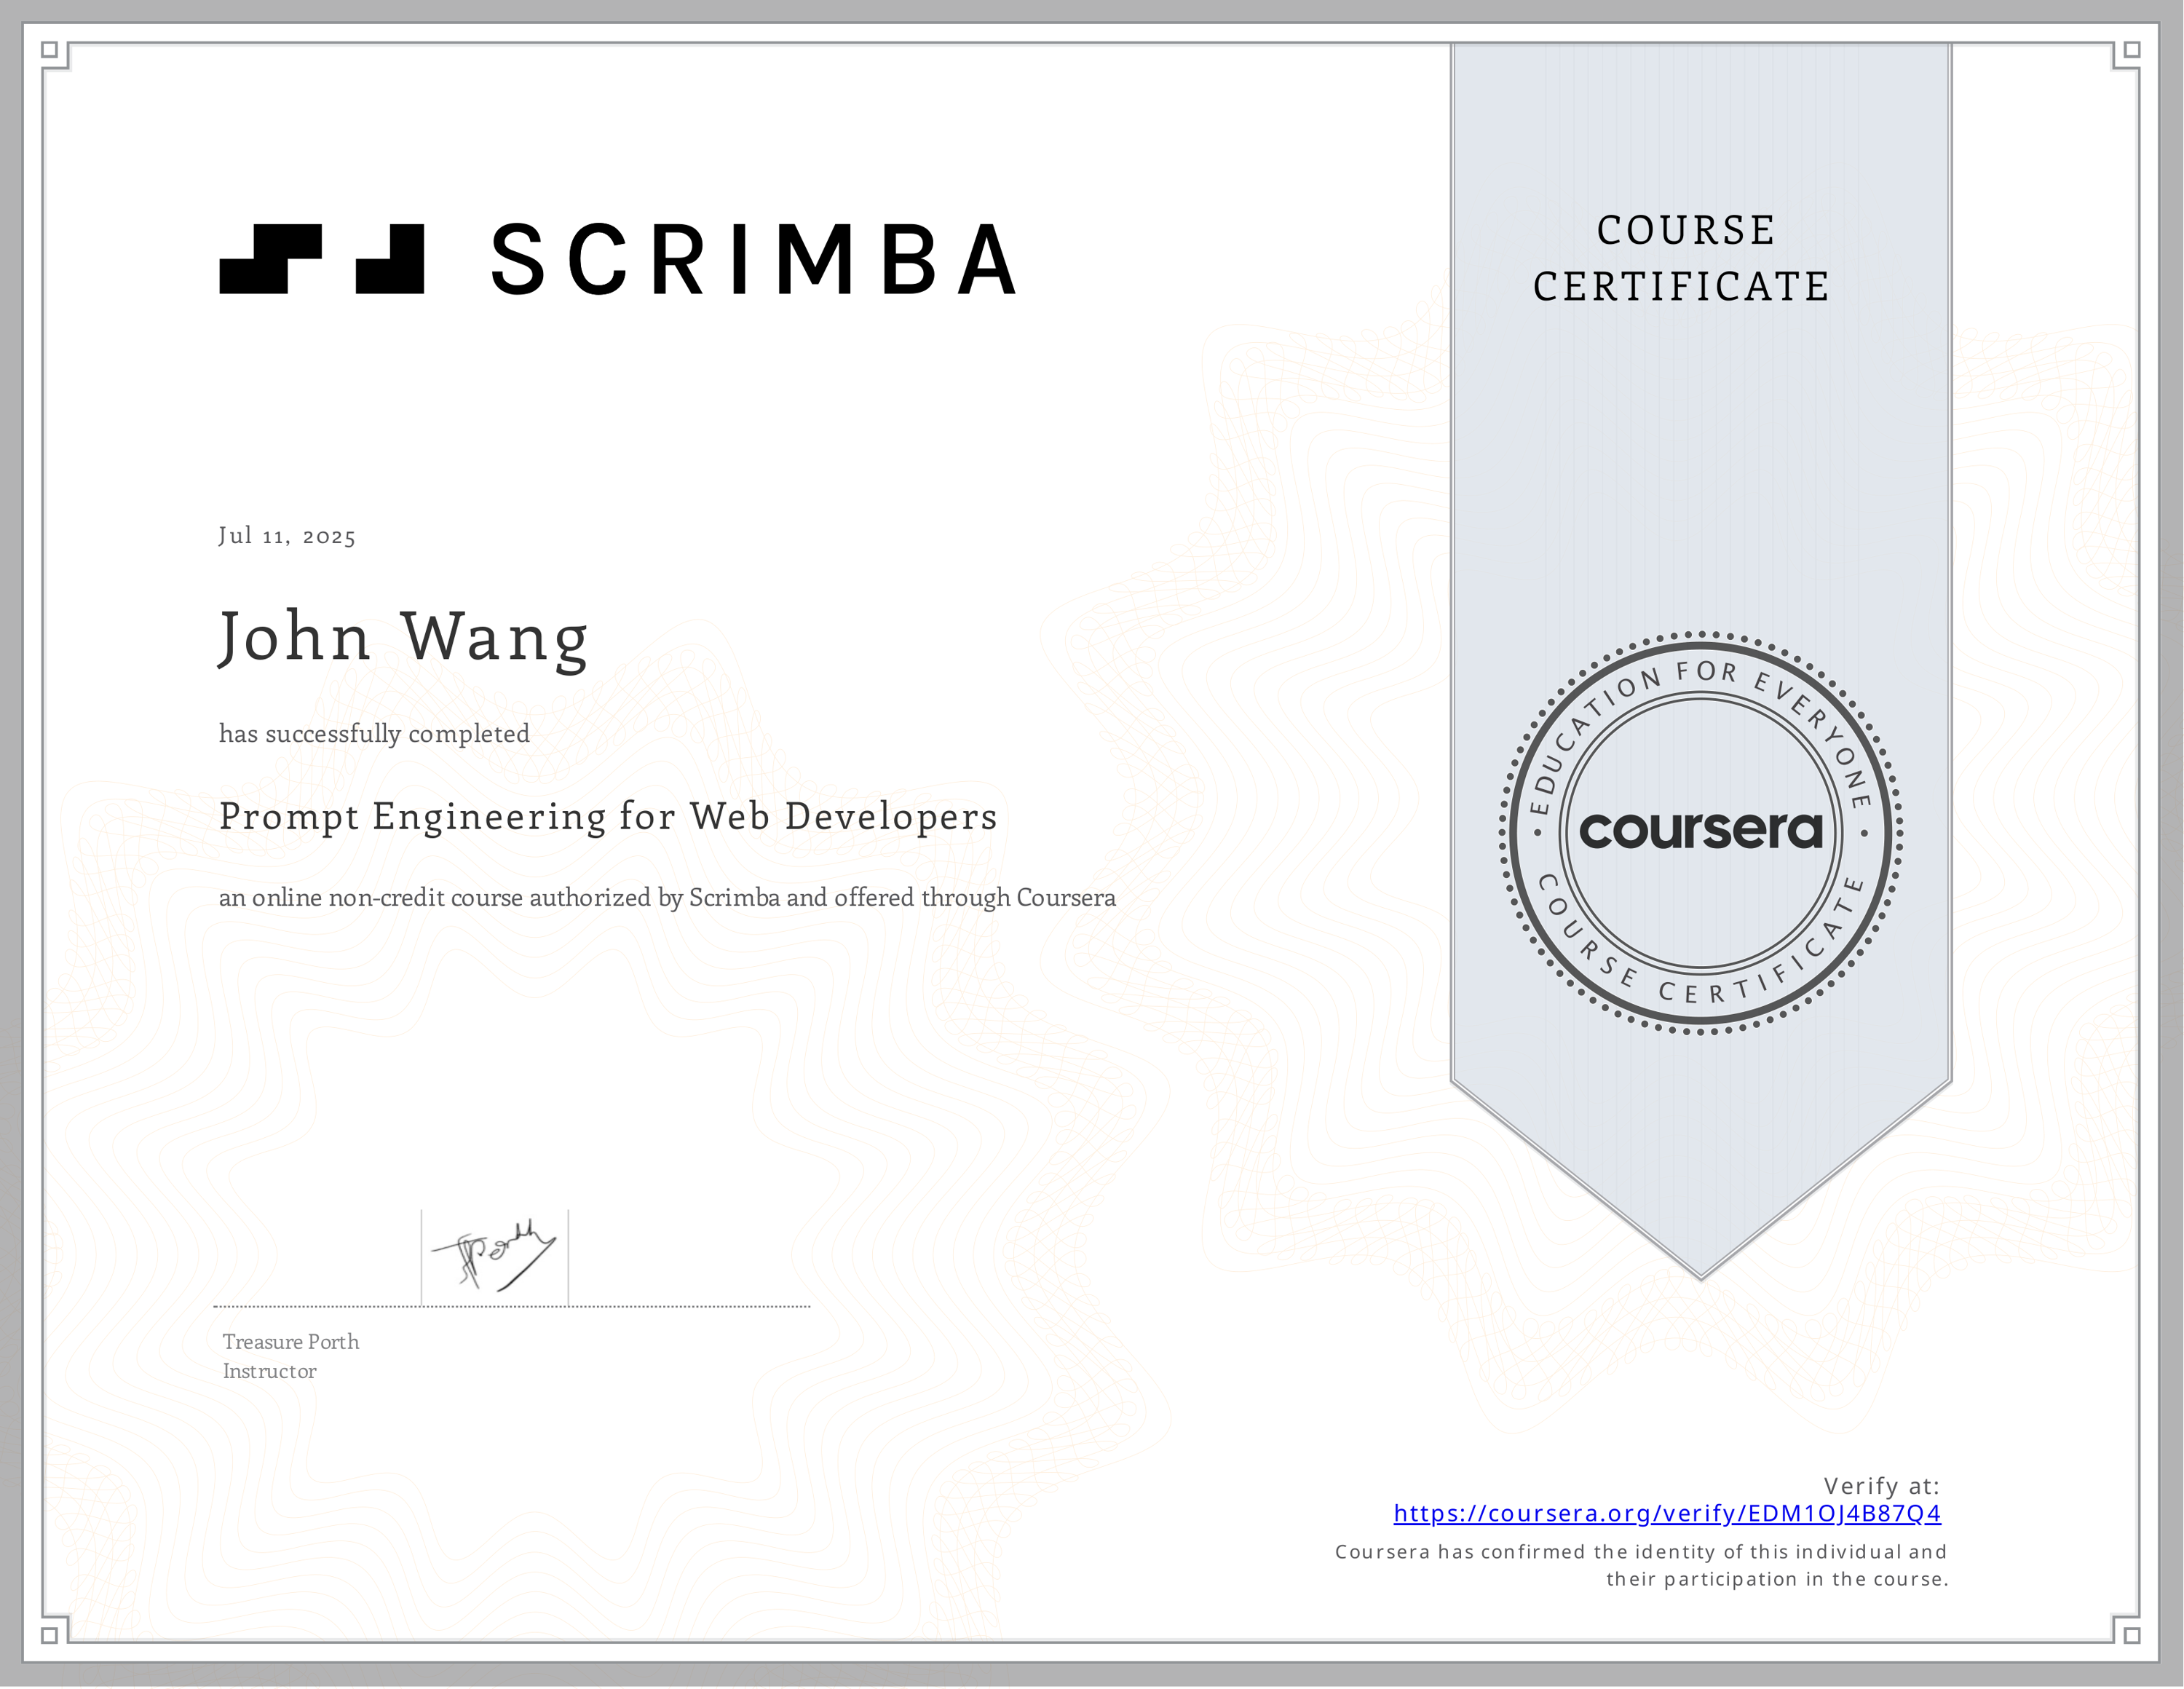 SCRIMBA
COURSE
CERTIFICATE
Jul 11, 2025
John Wang
has successfully completed
Prompt Engineering for Web Developers
an online non-credit course authorized by Scrimba and offered through Coursera
EDUCATION FOR EVERYONE
coursera
COURSE CERTIFICATE
TPorth
Treasure Porth
Instructor
Verify at:
https://coursera.org/verify/EDM1OJ4B87Q4
Coursera has confirmed the identity of this individual and
their participation in the course.